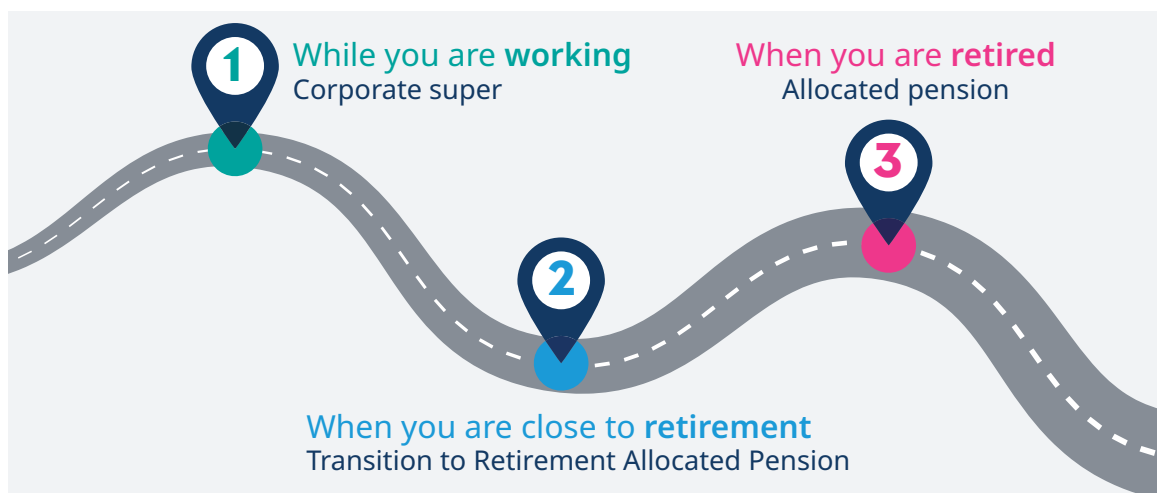 1
While you are working
Corporate super
2
When you are close to retirement
Transition to Retirement Allocated Pension
3
When you are retired
Allocated pension